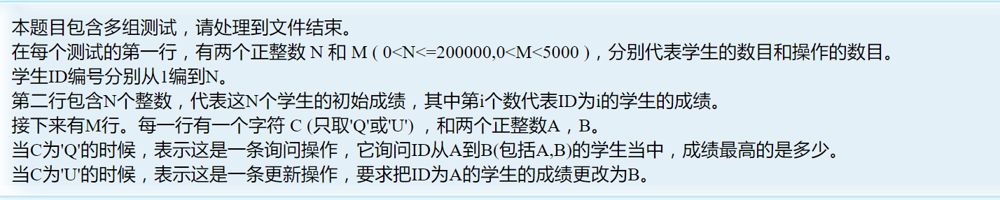 本题目包含多组测试，请处理到文件结束。
在每个测试的第一行，有两个正整数 N 和 M ( 0<N<=200000,0<M<5000 )，分别代表学生的数目和操作的数目。
学生ID编号分别从1编到N。
第二行包含N个整数，代表这N个学生的初始成绩，其中第i个数代表ID为i的学生的成绩。
接下来有M行。每一行有一个字符 C (只取'Q'或'U') ，和两个正整数A，B。
当C为'Q'的时候，表示这是一条询问操作，它询问ID从A到B(包括A,B)的学生当中，成绩最高的是多少。
当C为'U'的时候，表示这是一条更新操作，要求把ID为A的学生的成绩更改为B。